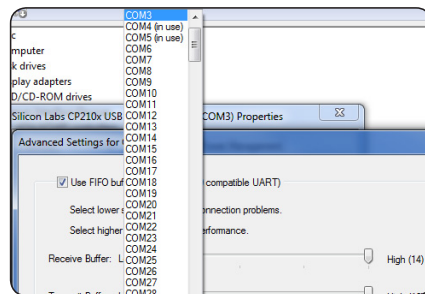 COM3
COM4 (in use)
COM5 (in use)
COM6
COM7
COM8
COM9
COM10
COM11
COM12
COM13
COM14
COM15
COM16
COM17
COM18
COM19
COM20
COM21
COM22
COM23
COM24
COM25
COM26
COM27
COM28
c
mputer
k drives
play adapters
D/CD-ROM drives
Silicon Labs CP210x USB
COM3) Properties
Advanced Settings for
Use FIFO buf
compatible UART)
Select lower
nnection problems.
Select higher
erformance.
Receive Buffer: L
High (14)